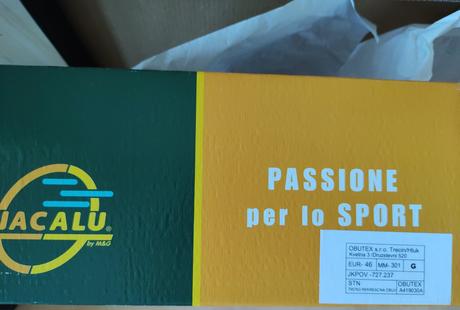 JACALU®
by M&G
PASSIONE
per lo SPORT
OBUTEX s.r.o. Trecin/Hluk
Kvetna 3 /Druzstevni 520
EUR- 46 MM- 301 G
JKPOV -727.237
STN OBUTEX
A419030A